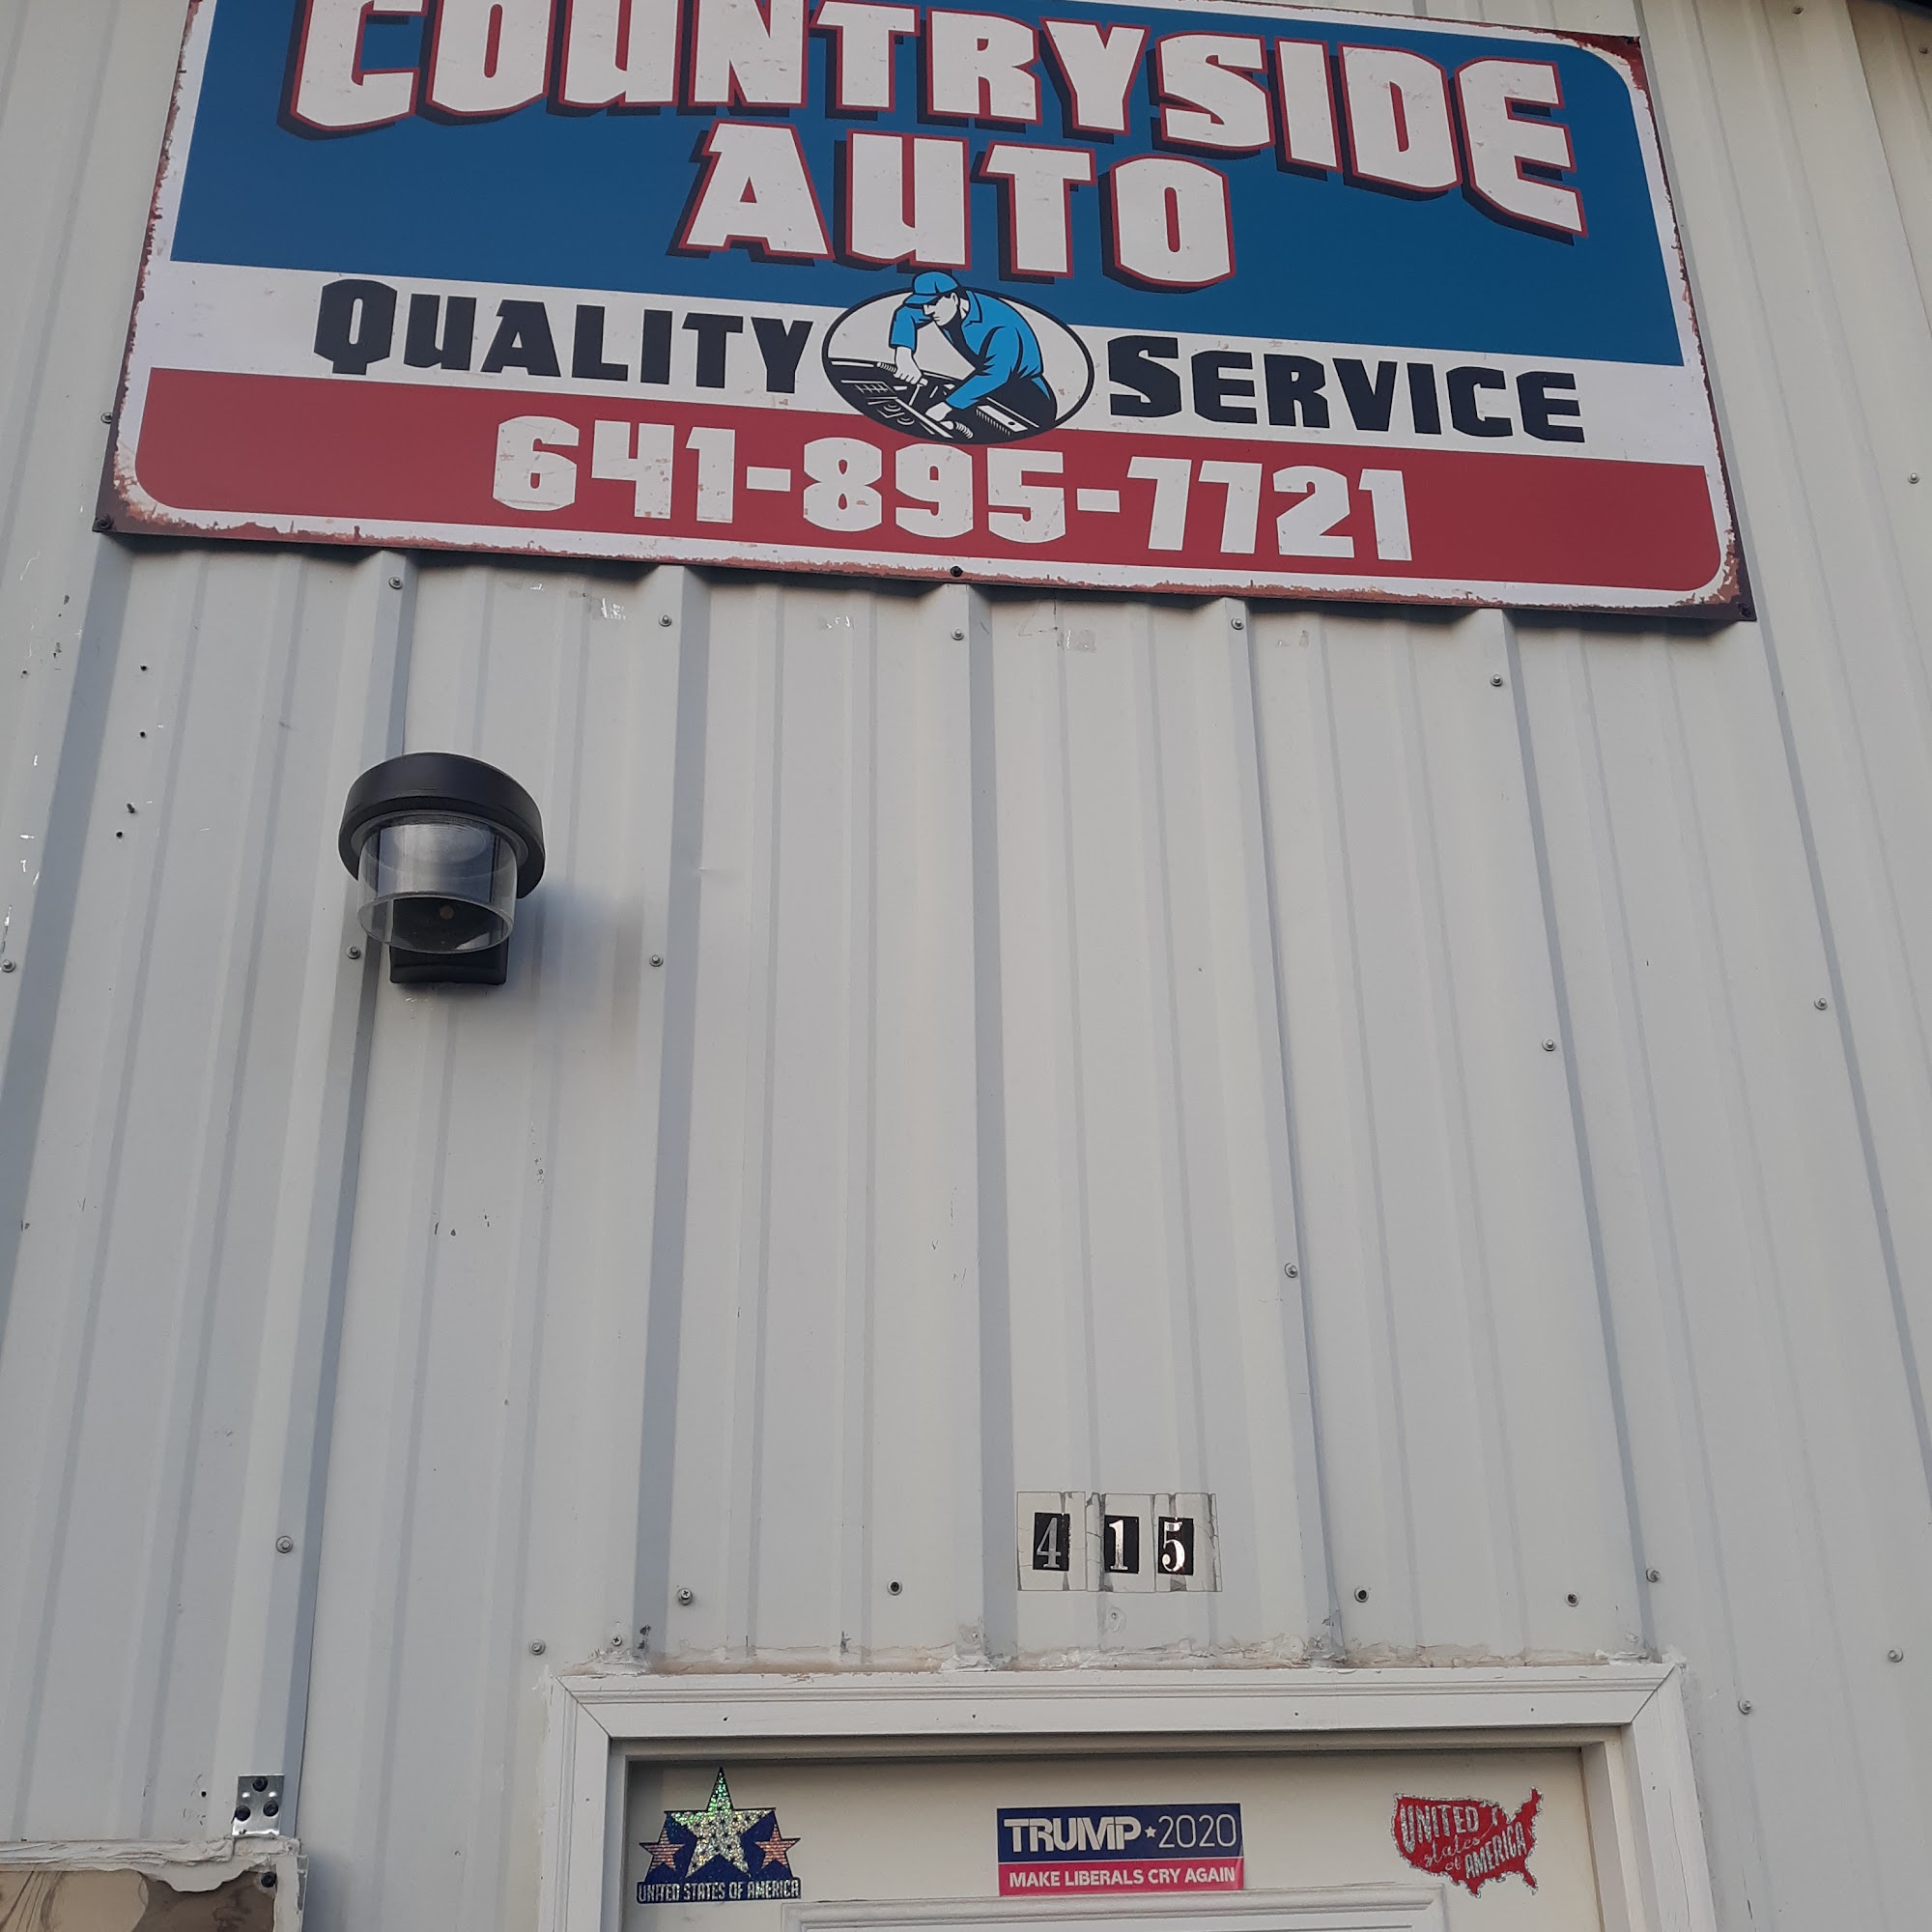 COUNTRYSIDE
AUTO
QUALITY SERVICE
641-895-7721
415
UNITED STATES OF AMERICA
TRUMP★2020
MAKE LIBERALS CRY AGAIN
UNITED
states
of AMERICA